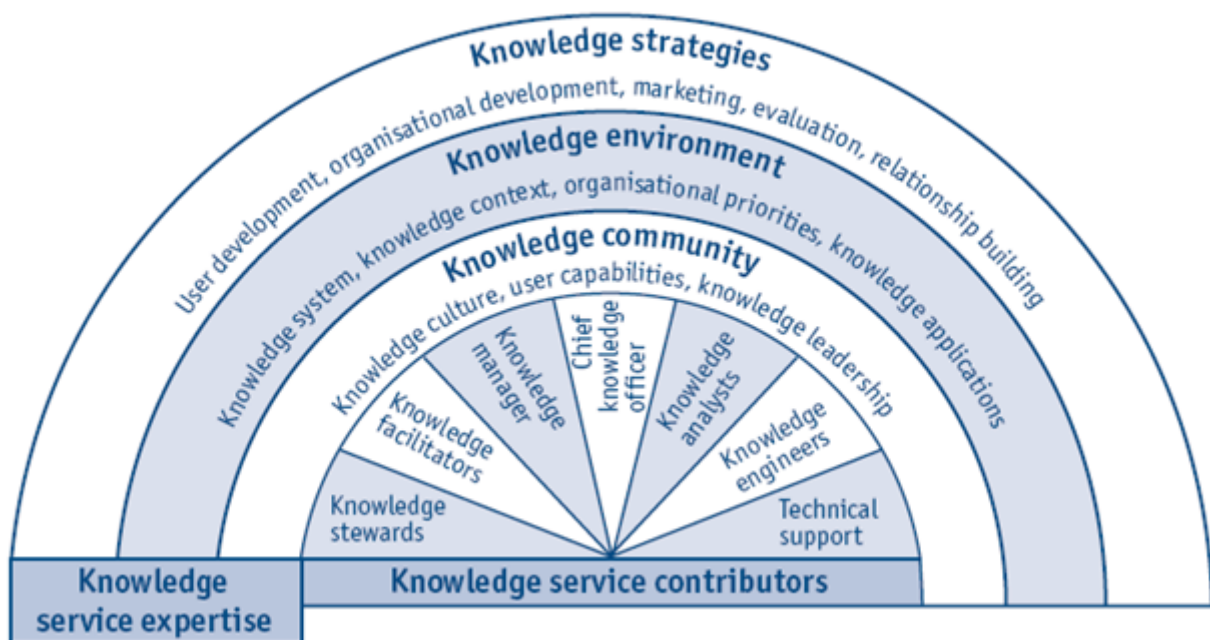 Knowledge strategies
User development, organisational development, marketing, evaluation, relationship building
Knowledge environment
Knowledge system, knowledge context, organisational priorities, knowledge applications
Knowledge community
Knowledge culture, user capabilities, knowledge leadership
Knowledge
stewards
Knowledge
facilitators
Knowledge
manager
Chief
knowledge
officer
Knowledge
analysts
Knowledge
engineers
Technical
support
Knowledge
service expertise
Knowledge service contributors